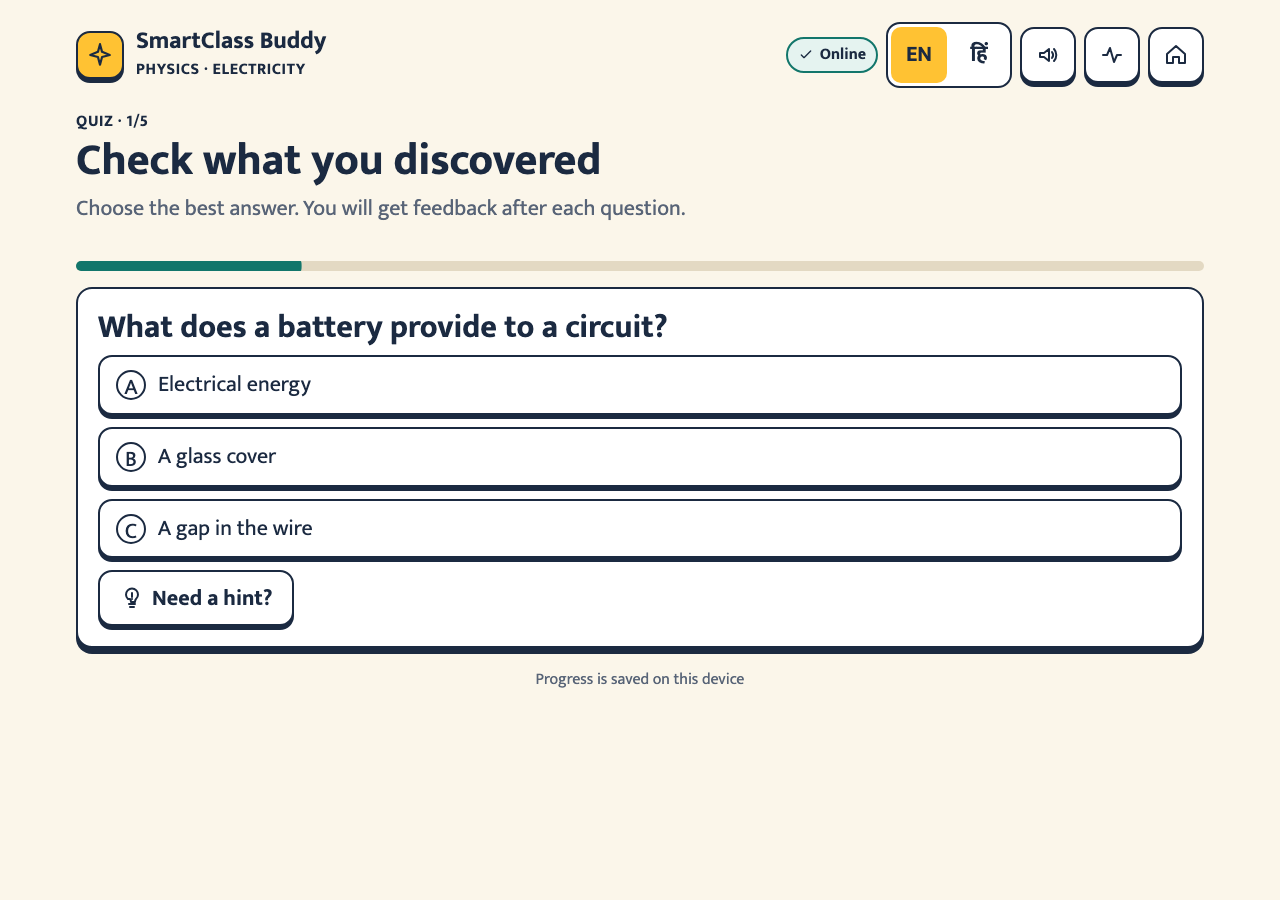 SmartClass Buddy
PHYSICS · ELECTRICITY
Online
EN
हिं
QUIZ · 1/5
Check what you discovered
Choose the best answer. You will get feedback after each question.
What does a battery provide to a circuit?
A Electrical energy
B A glass cover
C A gap in the wire
Need a hint?
Progress is saved on this device